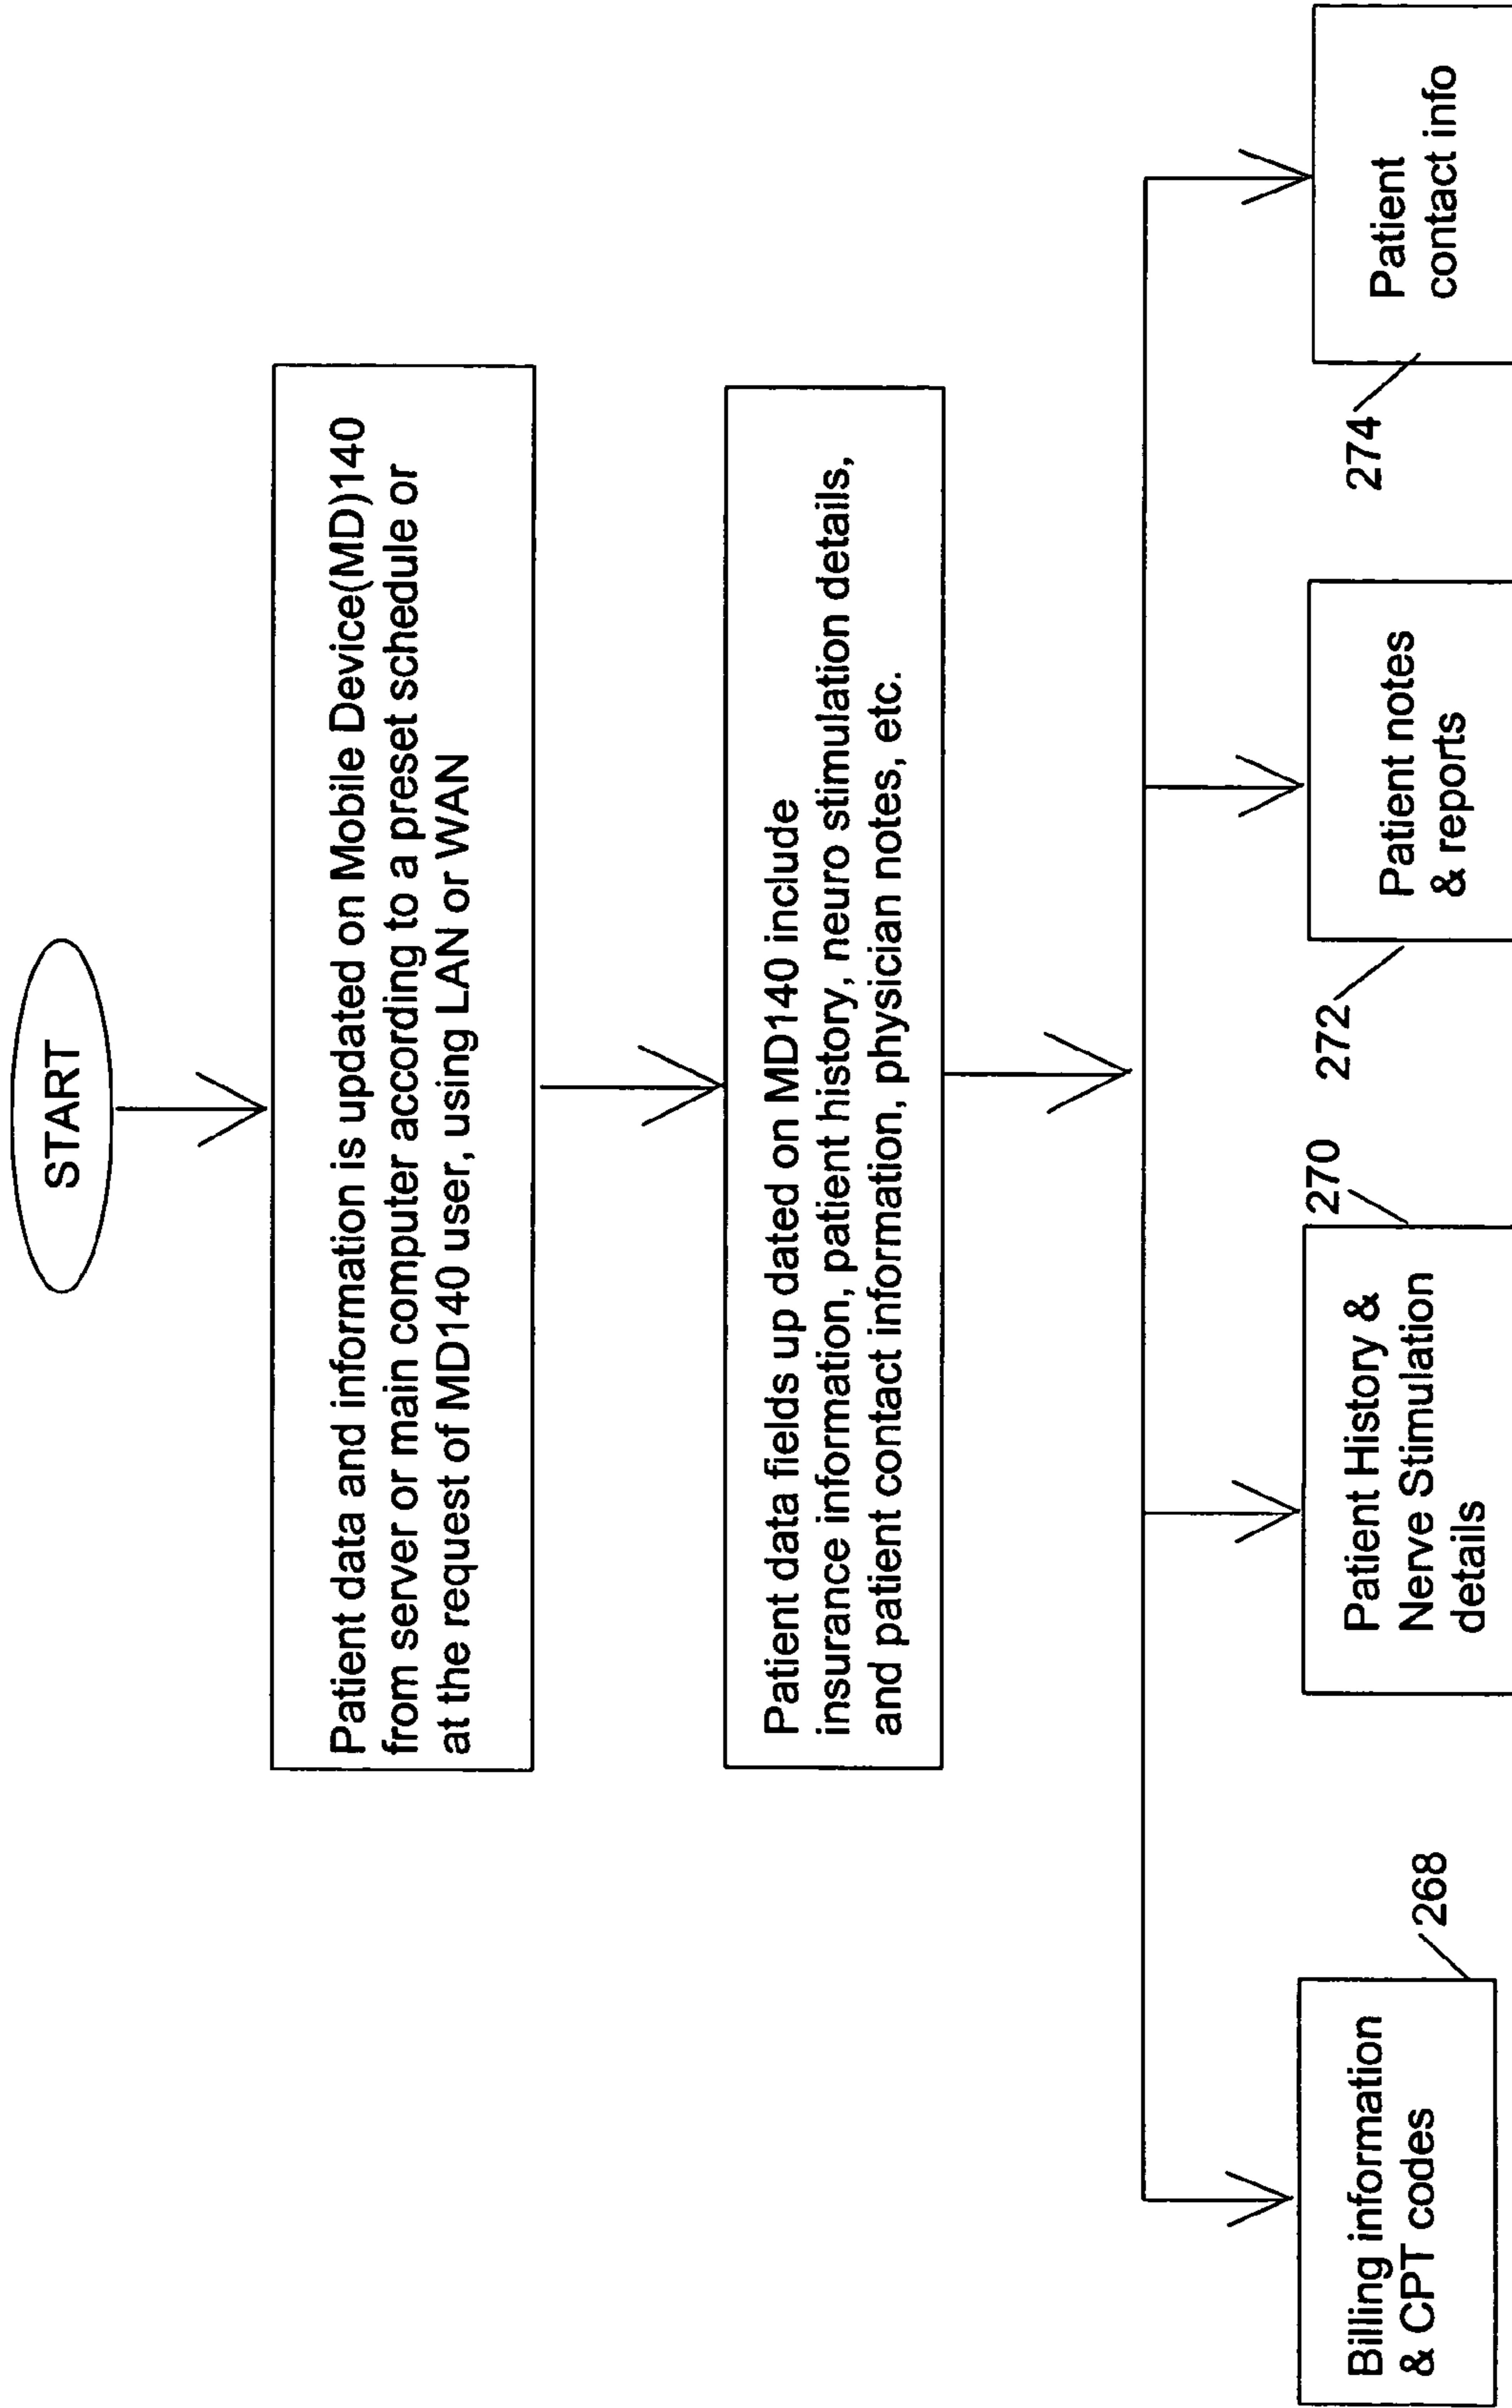 START
Patient data and information is updated on Mobile Device(MD)140
from server or main computer according to a preset schedule or
at the request of MD140 user, using LAN or WAN
Patient data fields up dated on MD140 include
insurance information, patient history, neuro stimulation details,
and patient contact information, physician notes, etc.
Billing information
& CPT codes
268
Patient History &
Nerve Stimulation
details
270
Patient notes
& reports
272
Patient
contact info
274